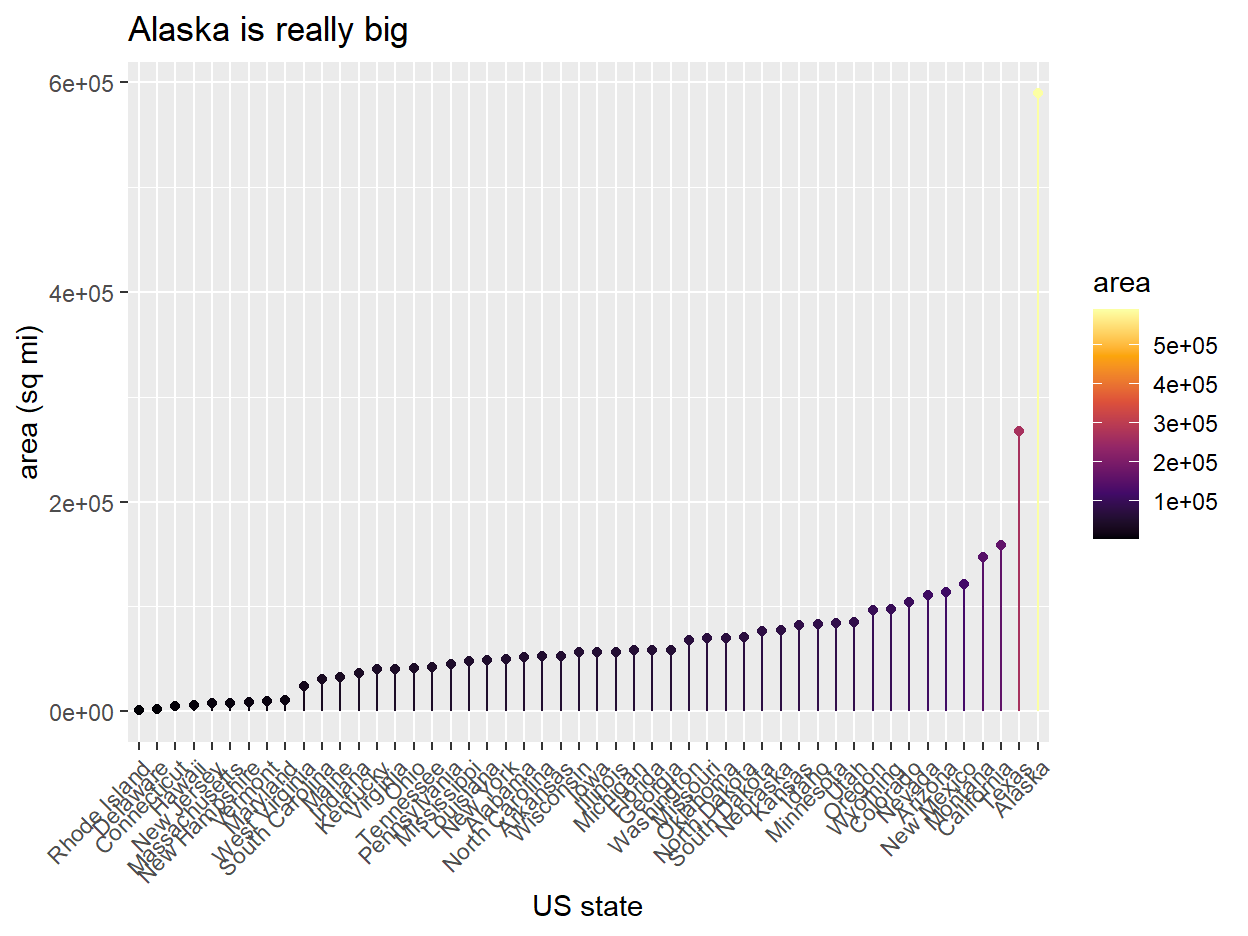 Alaska is really big
6e+05
4e+05
2e+05
0e+00
area (sq mi)
Rhode Island
Delaware
Connecticut
Hawaii
New Jersey
Massachusetts
New Hampshire
Vermont
Maryland
West Virginia
South Carolina
Maine
Indiana
Kentucky
Virginia
Ohio
Tennessee
Pennsylvania
Mississippi
Louisiana
New York
Alabama
North Carolina
Arkansas
Wisconsin
Iowa
Illinois
Michigan
Florida
Georgia
Washington
Missouri
Oklahoma
North Dakota
South Dakota
Nebraska
Kansas
Idaho
Minnesota
Utah
Oregon
Wyoming
Colorado
Nevada
Arizona
New Mexico
Montana
California
Texas
Alaska
US state
area
5e+05
4e+05
3e+05
2e+05
1e+05